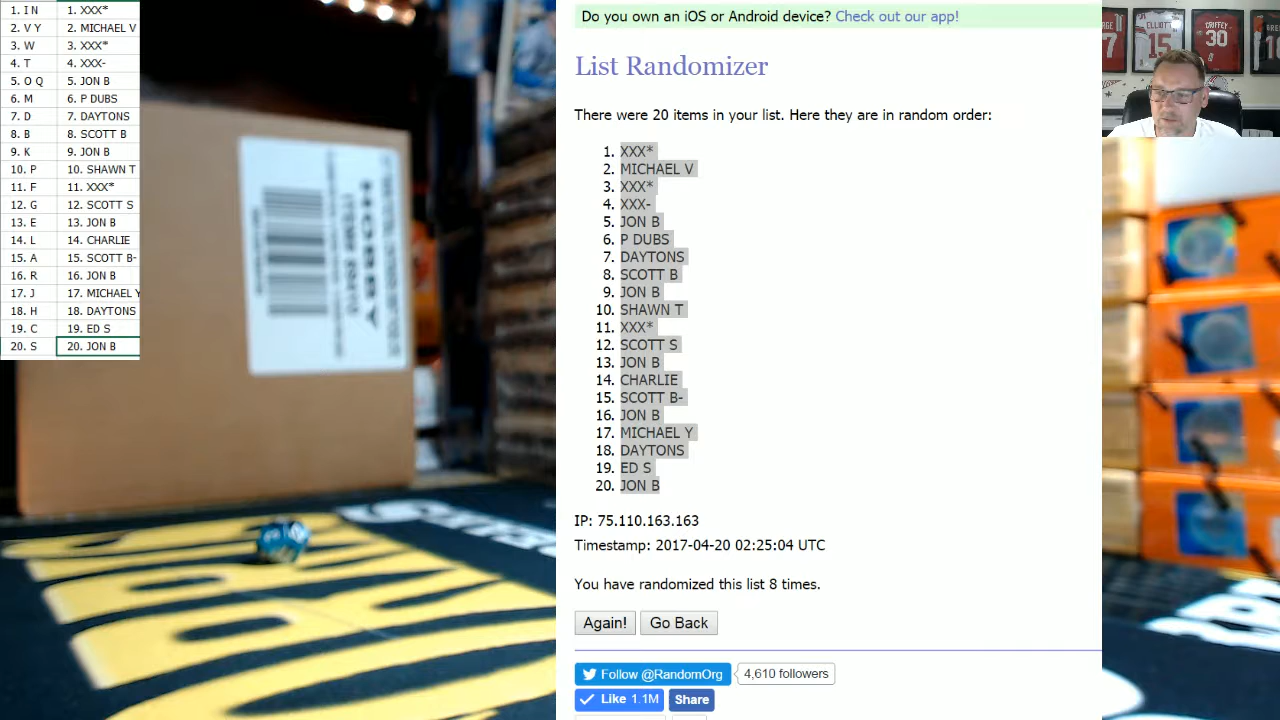 1. I N 1. XXX*
2. V Y 2. MICHAEL V
3. W 3. XXX*
4. T 4. XXX-
5. O Q 5. JON B
6. M 6. P DUBS
7. D 7. DAYTONS
8. B 8. SCOTT B
9. K 9. JON B
10. P 10. SHAWN T
11. F 11. XXX*
12. G 12. SCOTT S
13. E 13. JON B
14. L 14. CHARLIE
15. A 15. SCOTT B-
16. R 16. JON B
17. J 17. MICHAEL Y
18. H 18. DAYTONS
19. C 19. ED S
20. S 20. JON B
HOBBY
Do you own an iOS or Android device? Check out our app!
List Randomizer
There were 20 items in your list. Here they are in random order:
1. XXX*
2. MICHAEL V
3. XXX*
4. XXX-
5. JON B
6. P DUBS
7. DAYTONS
8. SCOTT B
9. JON B
10. SHAWN T
11. XXX*
12. SCOTT S
13. JON B
14. CHARLIE
15. SCOTT B-
16. JON B
17. MICHAEL Y
18. DAYTONS
19. ED S
20. JON B
IP: 75.110.163.163
Timestamp: 2017-04-20 02:25:04 UTC
You have randomized this list 8 times.
Again! Go Back
Follow @RandomOrg 4,610 followers
Like 1.1M Share
7
ELLIOTT
15
GRIFFEY
30